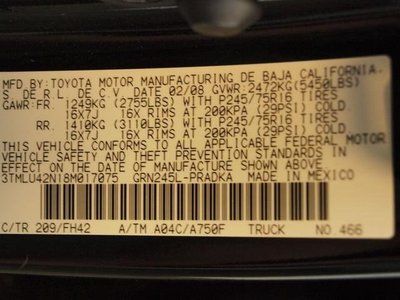 MFD.BY:TOYOTA MOTOR MANUFACTURING DE BAJA CALIFORNIA.
S DE R L DE C V DATE 02/08 GVWR:2472KG(5450LBS)
GAWR:FR. 1249KG (2755LBS) WITH P245/75R16 TIRES
16X7J 16X RIMS AT 200KPA (29PSI) COLD
RR. 1410KG (3110LBS) WITH P245/75R16 TIRES
16X7J 16X RIMS AT 200KPA (29PSI) COLD
THIS VEHICLE CONFORMS TO ALL APPLICABLE FEDERAL MOTOR
VEHICLE SAFETY AND THEFT PREVENTION STANDARDS IN
EFFECT ON THE DATE OF MANUFACTURE SHOWN ABOVE
3TMLU42N18M017075 GRN245L-PRADKA MADE IN MEXICO
C/TR 209/FH42 A/TM A04C/A750F TRUCK NO.466